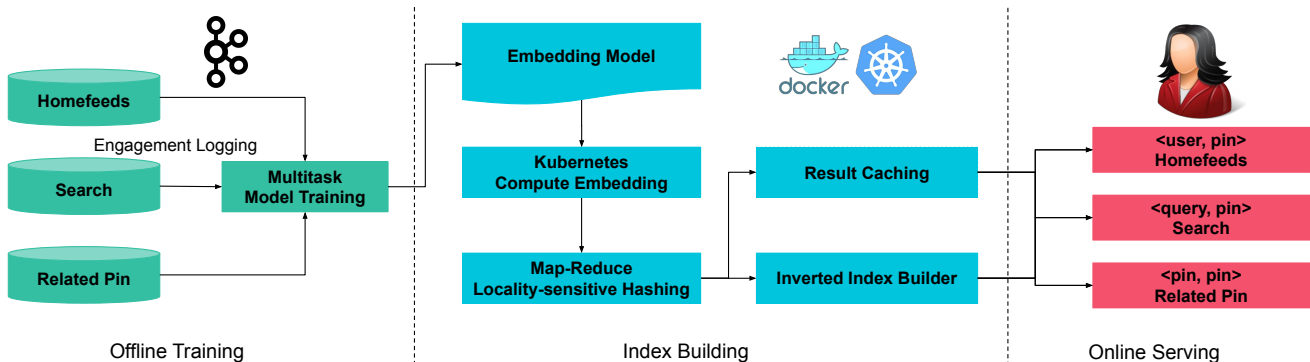 Homefeeds
Engagement Logging
Search
Multitask
Model Training
Related Pin
Offline Training
Embedding Model
docker
Kubernetes
Compute Embedding
Result Caching
Map-Reduce
Locality-sensitive Hashing
Inverted Index Builder
Index Building
<user, pin>
Homefeeds
<query, pin>
Search
<pin, pin>
Related Pin
Online Serving